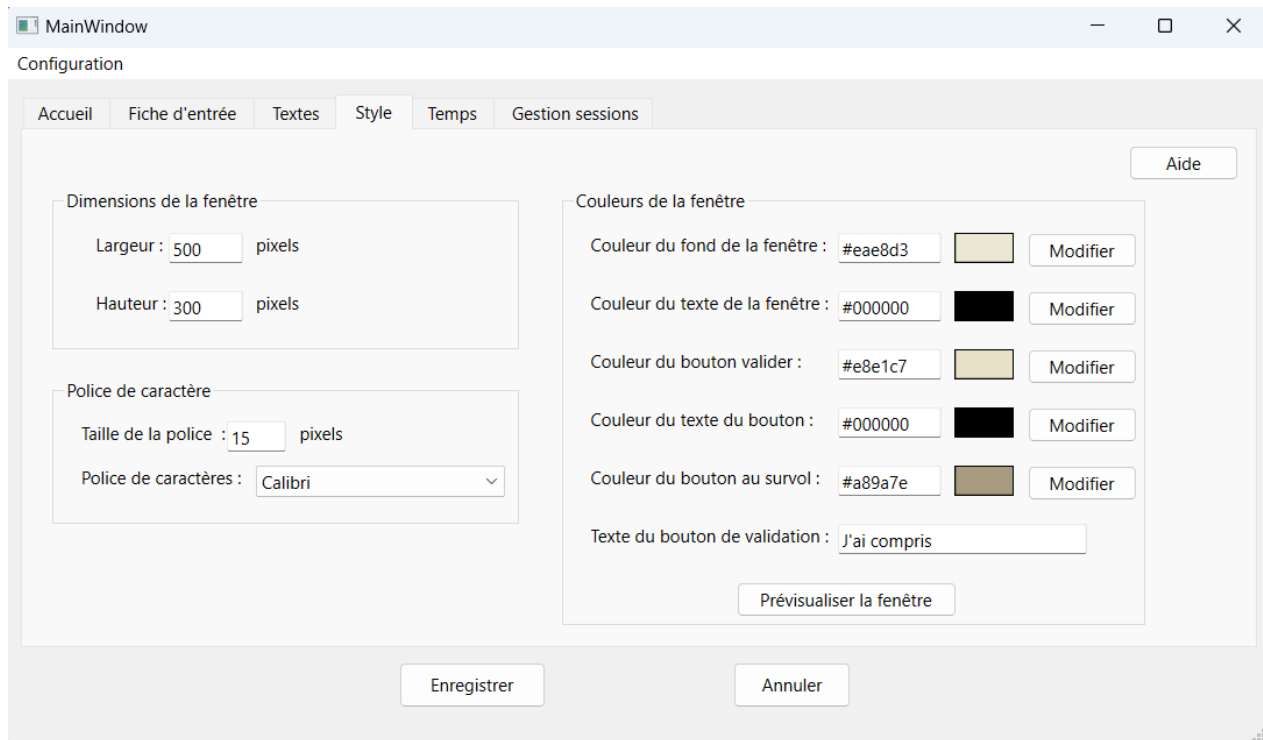 MainWindow
Configuration
Accueil Fiche d'entrée Textes Style Temps Gestion sessions
Aide
Dimensions de la fenêtre
Largeur : 500 pixels
Hauteur : 300 pixels
Police de caractère
Taille de la police : 15 pixels
Police de caractères : Calibri
Couleurs de la fenêtre
Couleur du fond de la fenêtre : #eae8d3 Modifier
Couleur du texte de la fenêtre : #000000 Modifier
Couleur du bouton valider : #e8e1c7 Modifier
Couleur du texte du bouton : #000000 Modifier
Couleur du bouton au survol : #a89a7e Modifier
Texte du bouton de validation : J'ai compris
Prévisualiser la fenêtre
Enregistrer Annuler